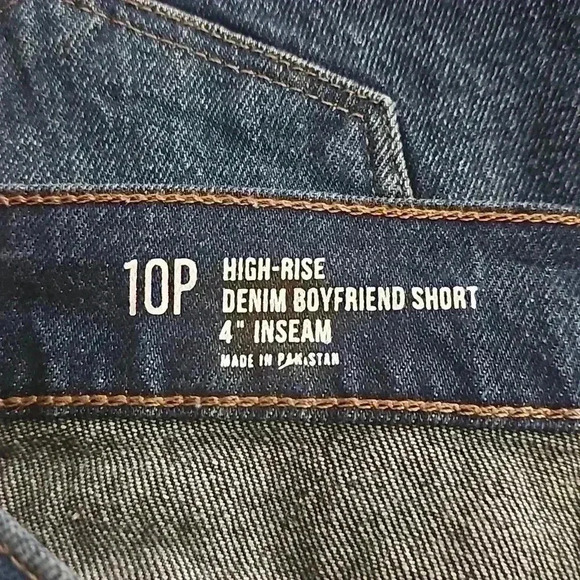 10P
HIGH-RISE
DENIM BOYFRIEND SHORT
4" INSEAM
MADE IN PAKISTAN